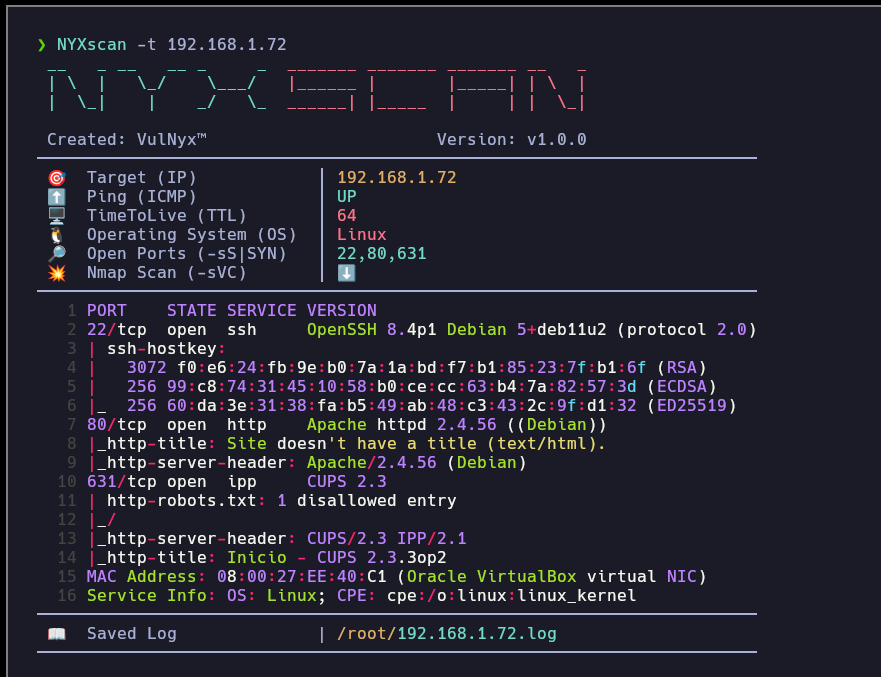 ❯ NYXscan -t 192.168.1.72
NYXSCAN
Created: VulNyx™ Version: v1.0.0
Target (IP) | 192.168.1.72
Ping (ICMP) | UP
TimeToLive (TTL) | 64
Operating System (OS) | Linux
Open Ports (-sS|SYN) | 22,80,631
Nmap Scan (-sVC) | ⬇️
1 PORT STATE SERVICE VERSION
2 22/tcp open ssh OpenSSH 8.4p1 Debian 5+deb11u2 (protocol 2.0)
3 | ssh-hostkey:
4 | 3072 f0:e6:24:fb:9e:b0:7a:1a:bd:f7:b1:85:23:7f:b1:6f (RSA)
5 | 256 99:c8:74:31:45:10:58:b0:ce:cc:63:b4:7a:82:57:3d (ECDSA)
6 |_ 256 60:da:3e:31:38:fa:b5:49:ab:48:c3:43:2c:9f:d1:32 (ED25519)
7 80/tcp open http Apache httpd 2.4.56 ((Debian))
8 |_http-title: Site doesn't have a title (text/html).
9 |_http-server-header: Apache/2.4.56 (Debian)
10 631/tcp open ipp CUPS 2.3
11 | http-robots.txt: 1 disallowed entry
12 |_/
13 |_http-server-header: CUPS/2.3 IPP/2.1
14 |_http-title: Inicio - CUPS 2.3.3op2
15 MAC Address: 08:00:27:EE:40:C1 (Oracle VirtualBox virtual NIC)
16 Service Info: OS: Linux; CPE: cpe:/o:linux:linux_kernel
Saved Log | /root/192.168.1.72.log